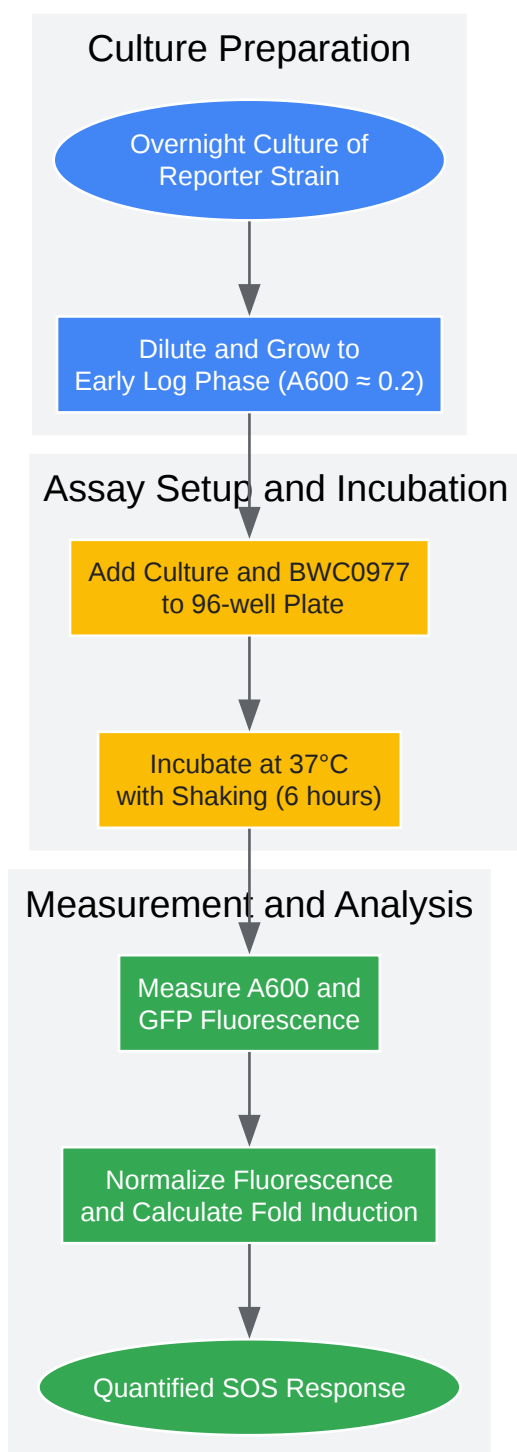 Culture Preparation
Overnight Culture of
Reporter Strain
Dilute and Grow to
Early Log Phase (A600 ≈ 0.2)
Assay Setup and Incubation
Add Culture and BWC0977
to 96-well Plate
Incubate at 37°C
with Shaking (6 hours)
Measurement and Analysis
Measure A600 and
GFP Fluorescence
Normalize Fluorescence
and Calculate Fold Induction
Quantified SOS Response